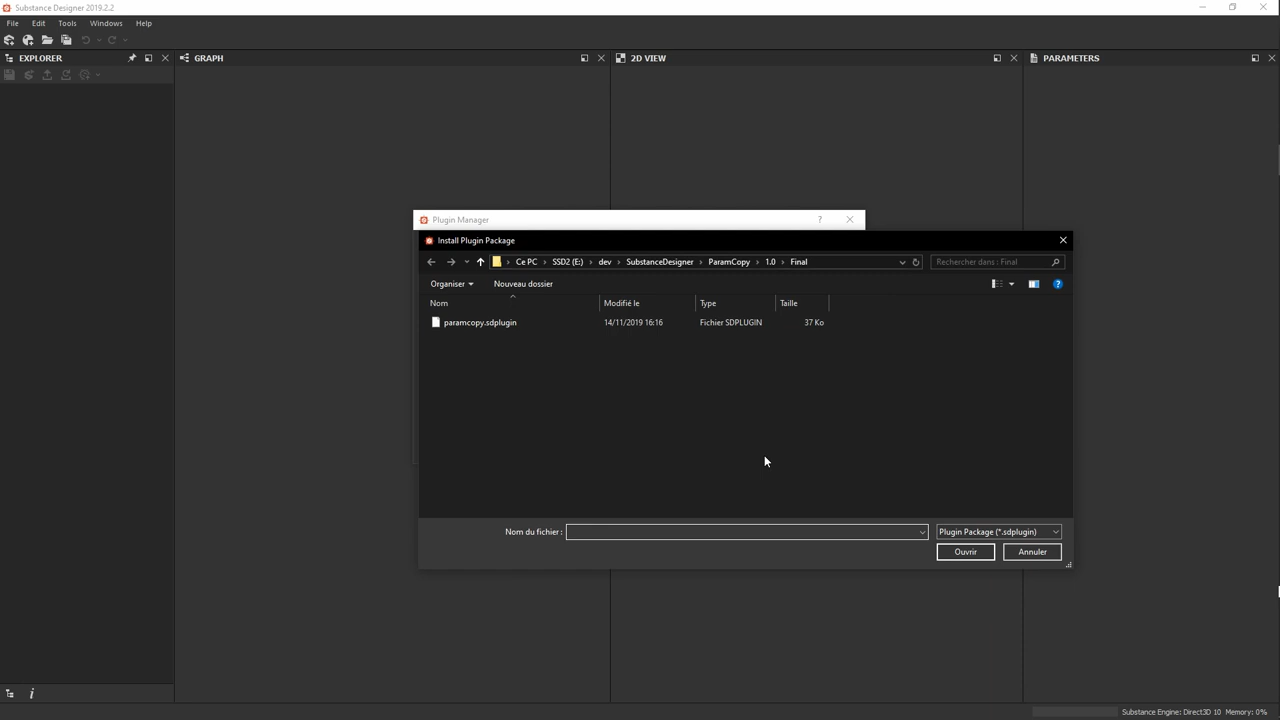 Substance Designer 2019.2.2
File Edit Tools Windows Help
EXPLORER
GRAPH
2D VIEW
PARAMETERS
Plugin Manager ?
Install Plugin Package
Ce PC › SSD2 (E:) › dev › SubstanceDesigner › ParamCopy › 1.0 › Final
Rechercher dans : Final
Organiser
Nouveau dossier
?
Nom Modifié le Type Taille
paramcopy.sdplugin 14/11/2019 16:16 Fichier SDPLUGIN 37 Ko
Nom du fichier :
Plugin Package (*.sdplugin)
Ouvrir Annuler
i
Substance Engine: Direct3D 10 Memory: 0%